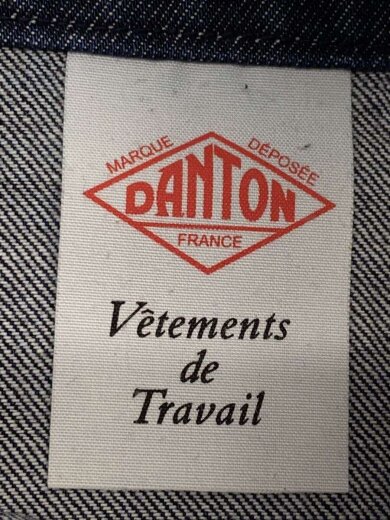 MARQUE DÉPOSÉE
DANTON
FRANCE
Vêtements
de
Travail